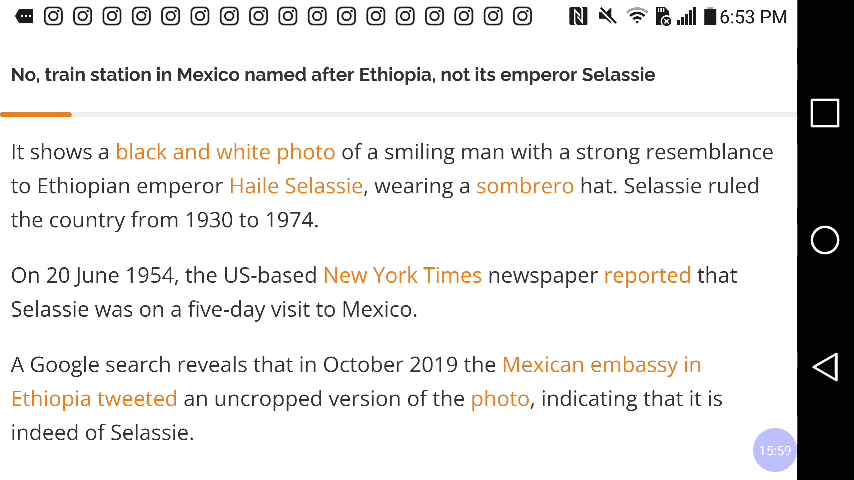 6:53 PM
No, train station in Mexico named after Ethiopia, not its emperor Selassie
It shows a black and white photo of a smiling man with a strong resemblance
to Ethiopian emperor Haile Selassie, wearing a sombrero hat. Selassie ruled
the country from 1930 to 1974.
On 20 June 1954, the US-based New York Times newspaper reported that
Selassie was on a five-day visit to Mexico.
A Google search reveals that in October 2019 the Mexican embassy in
Ethiopia tweeted an uncropped version of the photo, indicating that it is
indeed of Selassie.
15:59